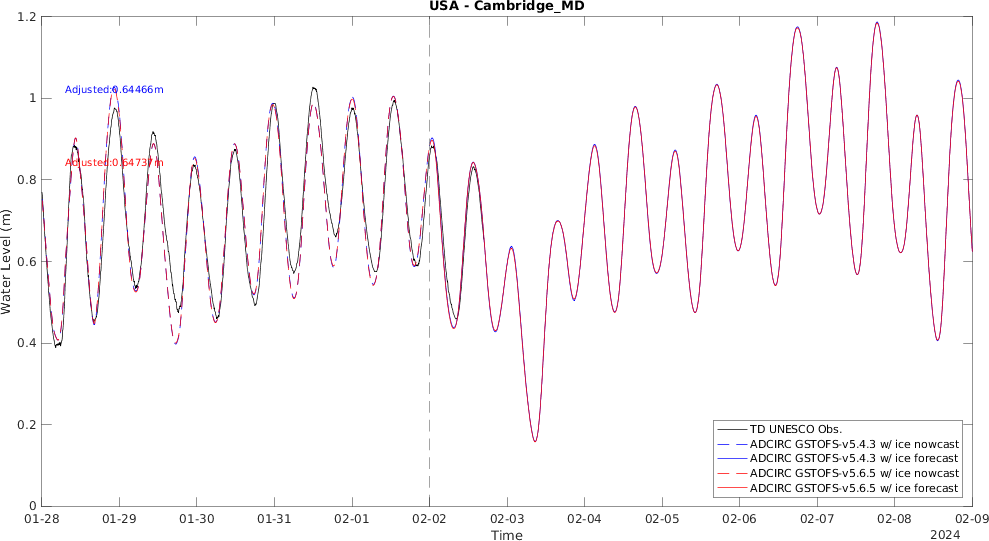 USA - Cambridge_MD
1.2
1
0.8
0.6
0.4
0.2
0
Water Level (m)
Adjusted:0.64466m
Adjusted:0.64737m
TD UNESCO Obs.
ADCIRC GSTOFS-v5.4.3 w/ ice nowcast
ADCIRC GSTOFS-v5.4.3 w/ ice forecast
ADCIRC GSTOFS-v5.6.5 w/ ice nowcast
ADCIRC GSTOFS-v5.6.5 w/ ice forecast
01-28 01-29 01-30 01-31 02-01 02-02 02-03 02-04 02-05 02-06 02-07 02-08 02-09
Time
2024